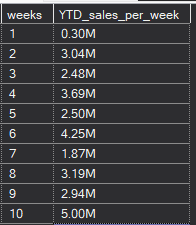 weeks YTD_sales_per_week
1 0.30M
2 3.04M
3 2.48M
4 3.69M
5 2.50M
6 4.25M
7 1.87M
8 3.19M
9 2.94M
10 5.00M